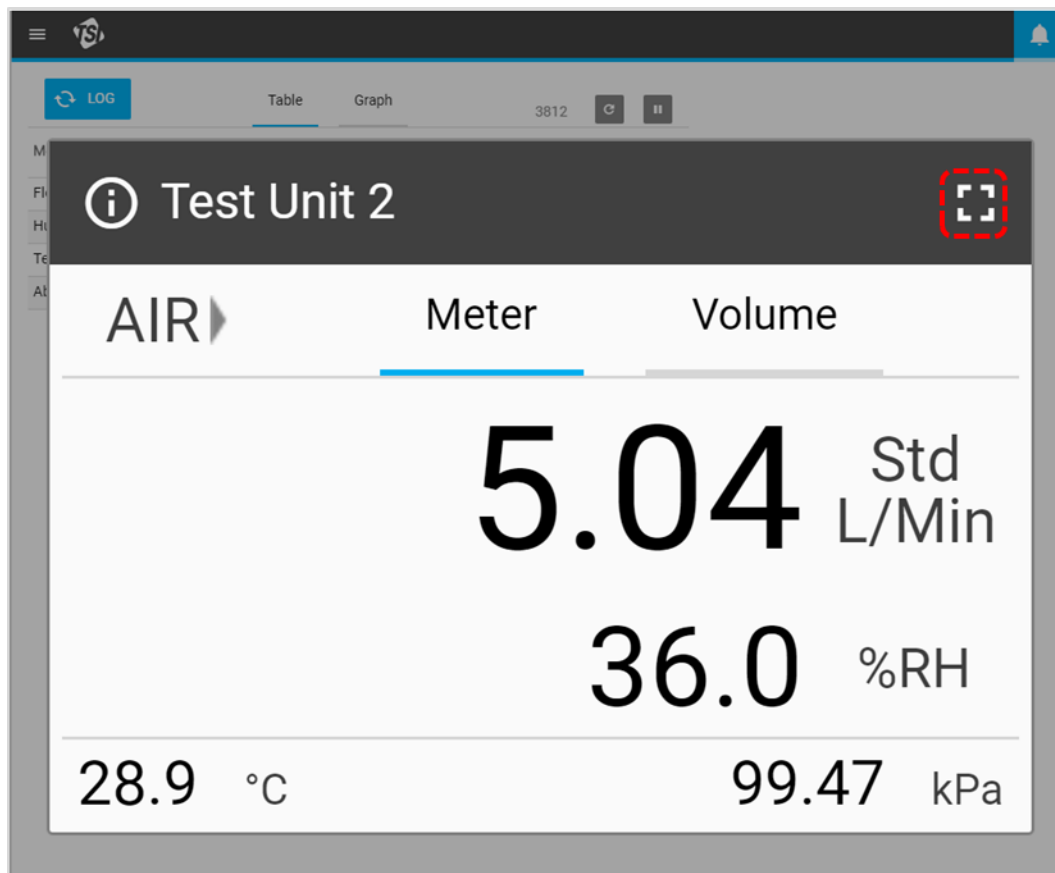 TSI
LOG
Table
Graph
3812
Test Unit 2
AIR
Meter
Volume
5.04 Std
L/Min
36.0 %RH
28.9 °C
99.47 kPa